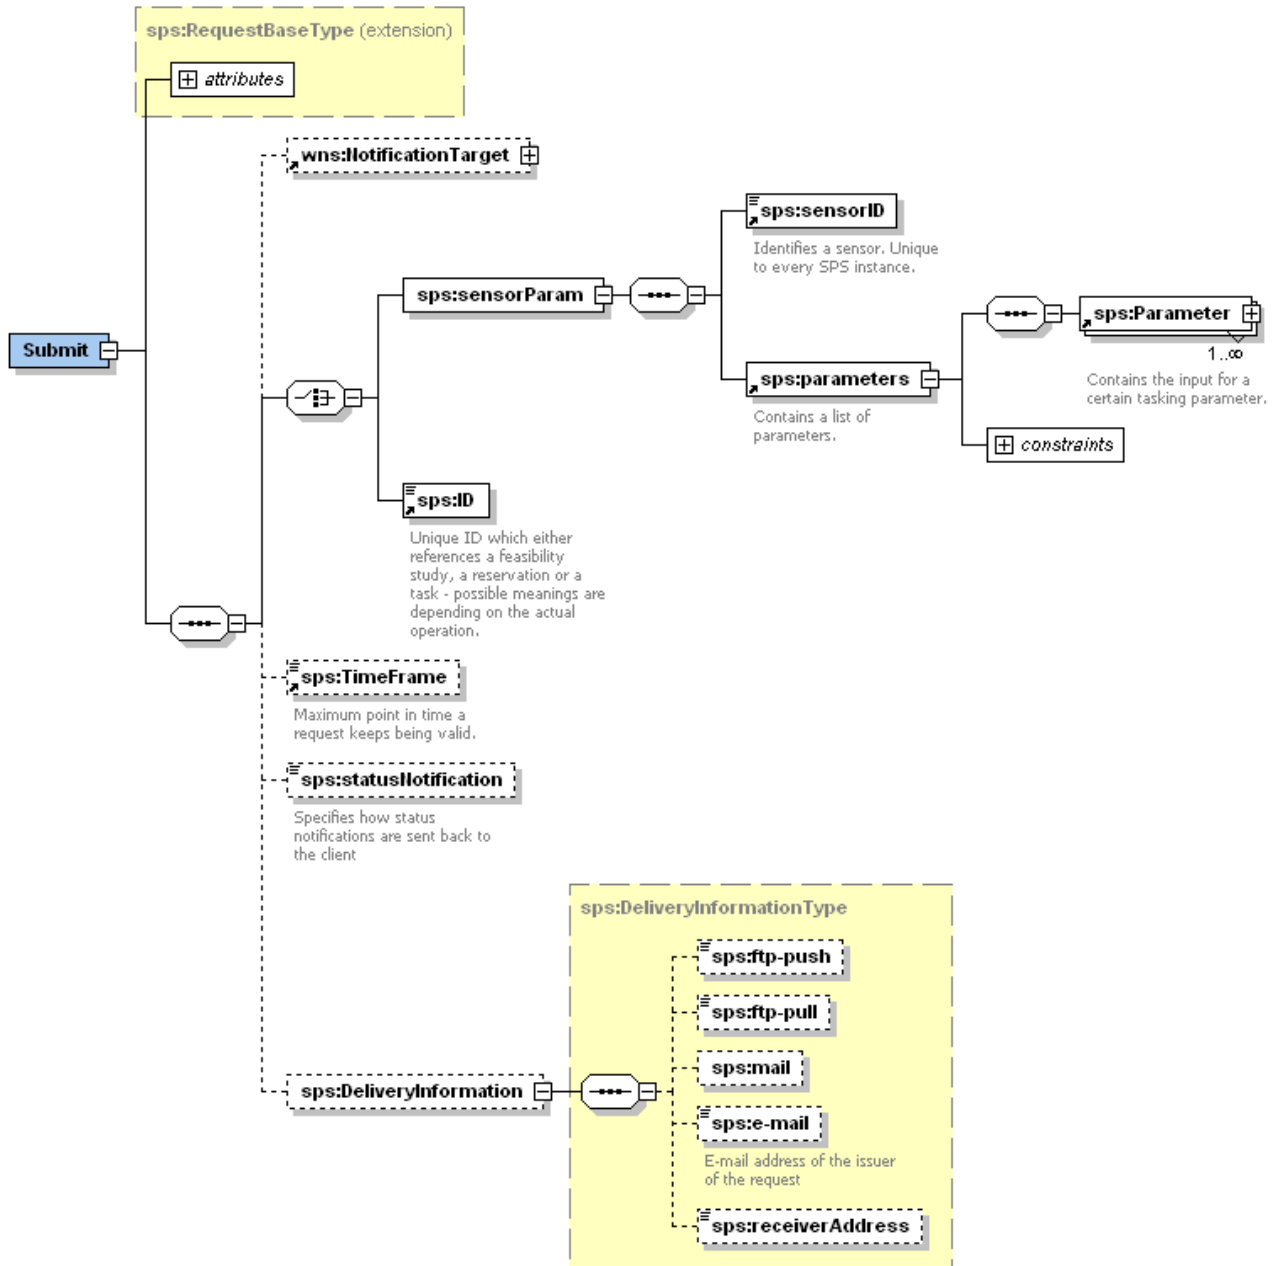 sps:RequestBaseType (extension)
attributes
wns:NotificationTarget
sps:sensorID
Identifies a sensor. Unique
to every SPS instance.
sps:sensorParam
sps:Parameter
1..∞
Contains the input for a
certain tasking parameter.
Submit
sps:parameters
Contains a list of
parameters.
constraints
sps:ID
Unique ID which either
references a feasibility
study, a reservation or a
task - possible meanings are
depending on the actual
operation.
sps:TimeFrame
Maximum point in time a
request keeps being valid.
sps:statusNotification
Specifies how status
notifications are sent back to
the client
sps:DeliveryInformationType
sps:ftp-push
sps:ftp-pull
sps:mail
sps:DeliveryInformation
sps:e-mail
E-mail address of the issuer
of the request
sps:receiverAddress